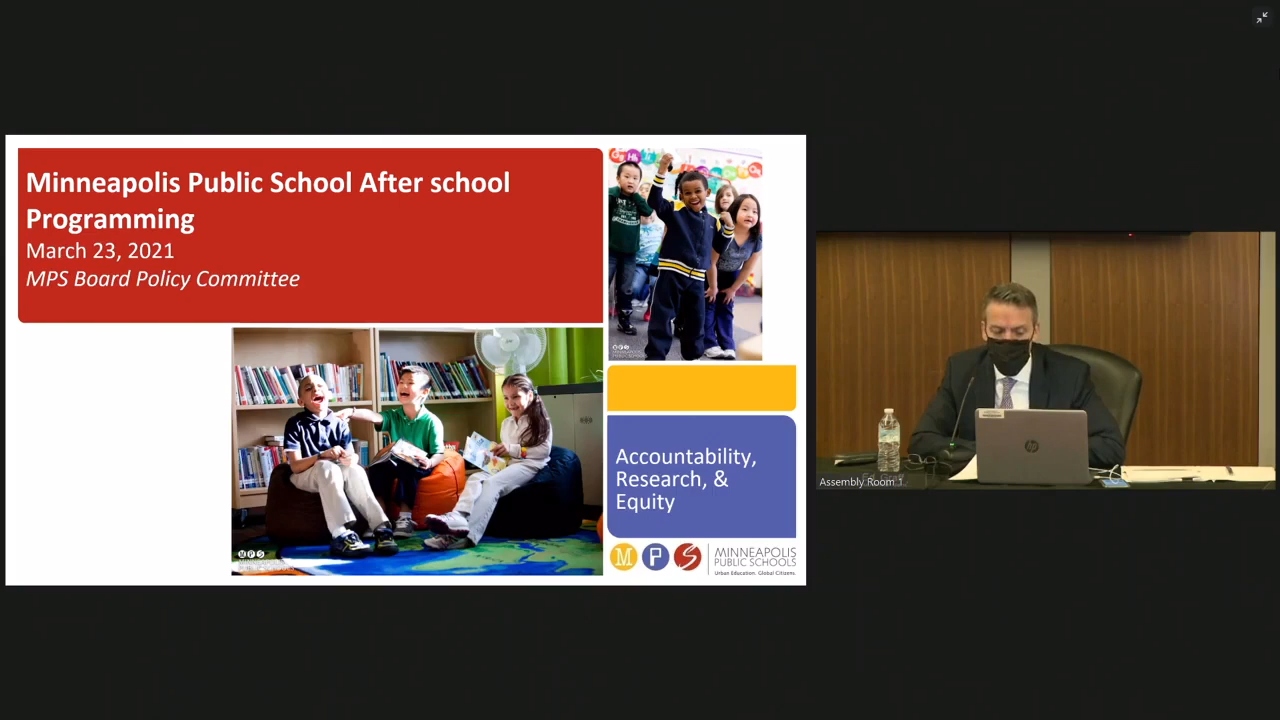 Minneapolis Public School After school
Programming
March 23, 2021
MPS Board Policy Committee
Accountability,
Research, &
Equity
M P S
MINNEAPOLIS
PUBLIC SCHOOLS
Urban Education. Global Citizens.
M P S
hp
Assembly Room 1